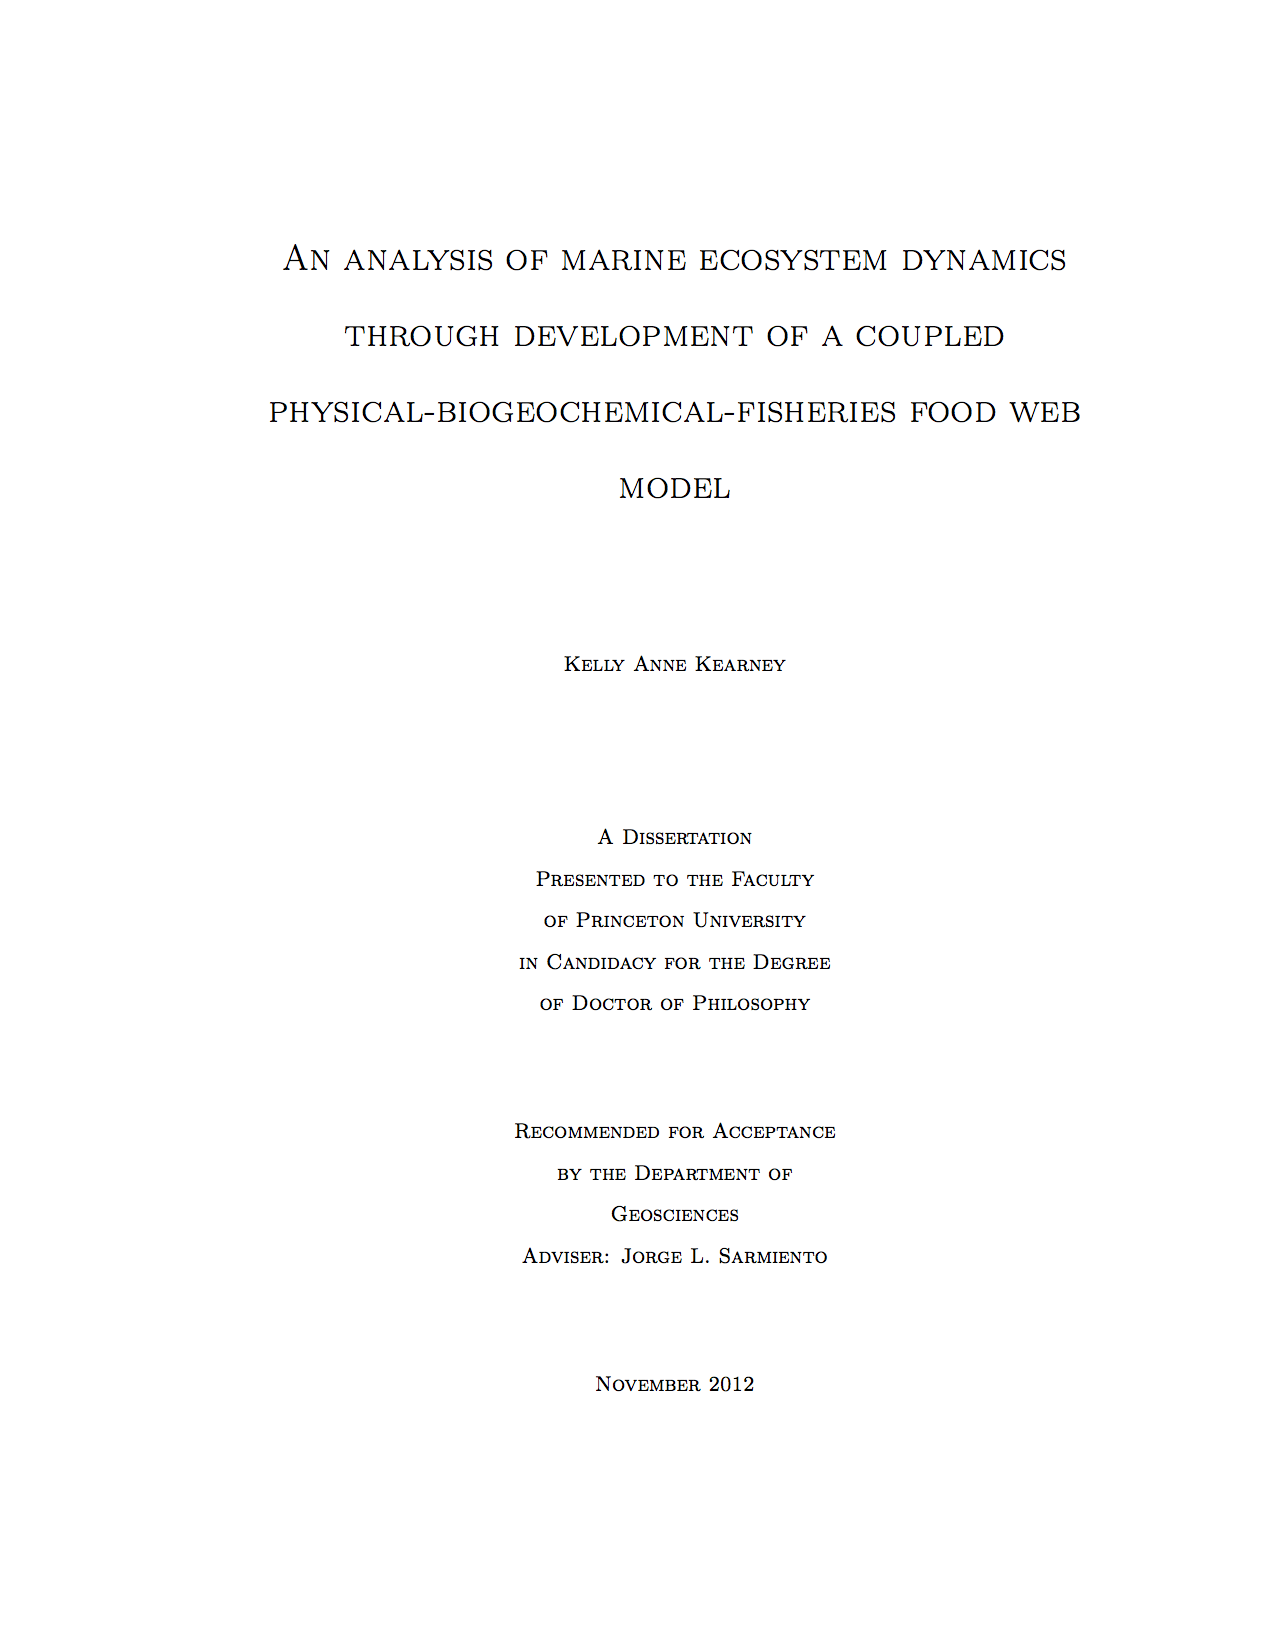 An analysis of marine ecosystem dynamics
through development of a coupled
physical-biogeochemical-fisheries food web
model
Kelly Anne Kearney
A Dissertation
Presented to the Faculty
of Princeton University
in Candidacy for the Degree
of Doctor of Philosophy
Recommended for Acceptance
by the Department of
Geosciences
Adviser: Jorge L. Sarmiento
November 2012